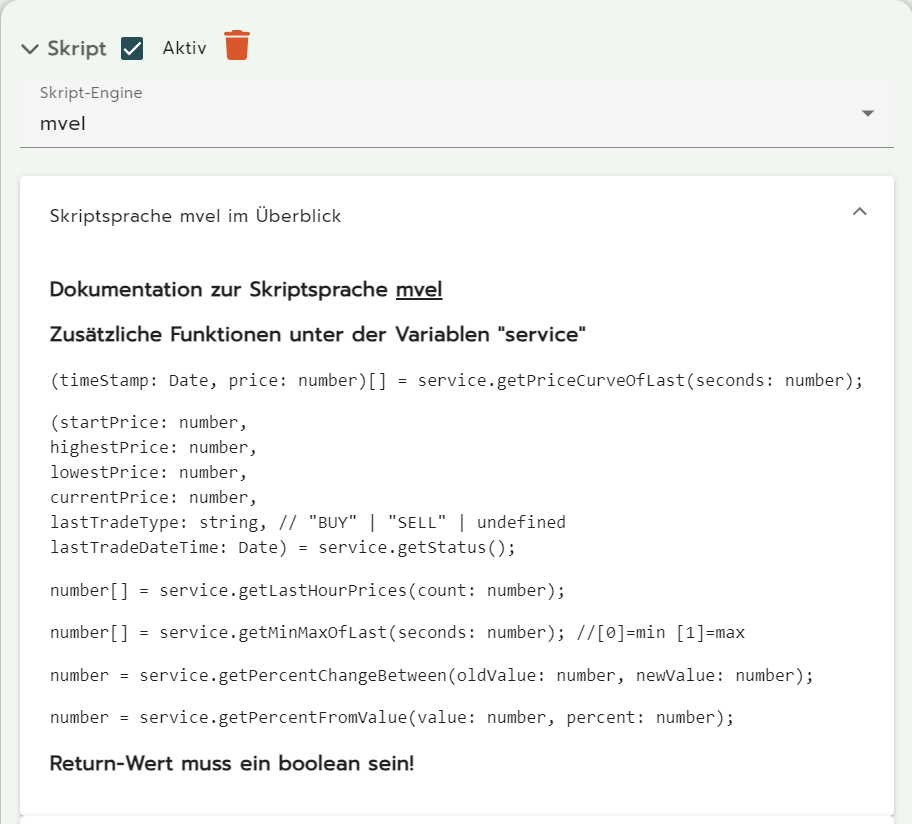 Skript Aktiv
Skript-Engine
mvel
Skriptsprache mvel im Überblick
Dokumentation zur Skriptsprache mvel
Zusätzliche Funktionen unter der Variablen "service"
(timeStamp: Date, price: number)[] = service.getPriceCurveOfLast(seconds: number);
(startPrice: number,
highestPrice: number,
lowestPrice: number,
currentPrice: number,
lastTradeType: string, // "BUY" | "SELL" | undefined
lastTradeDateTime: Date) = service.getStatus();
number[] = service.getLastHourPrices(count: number);
number[] = service.getMinMaxOfLast(seconds: number); //[0]=min [1]=max
number = service.getPercentChangeBetween(oldValue: number, newValue: number);
number = service.getPercentFromValue(value: number, percent: number);
Return-Wert muss ein boolean sein!